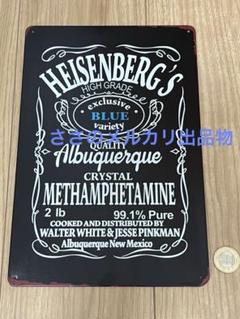 HEISENBERG'S
HIGH GRADE
exclusive
BLUE
variety
ささのメルカリ出品物
QUALITY
Albuquerque
CRYSTAL
METHAMPHETAMINE
2 lb 99.1% Pure
COOKED AND DISTRIBUTED BY
WALTER WHITE & JESSE PINKMAN
Albuquerque New Mexico